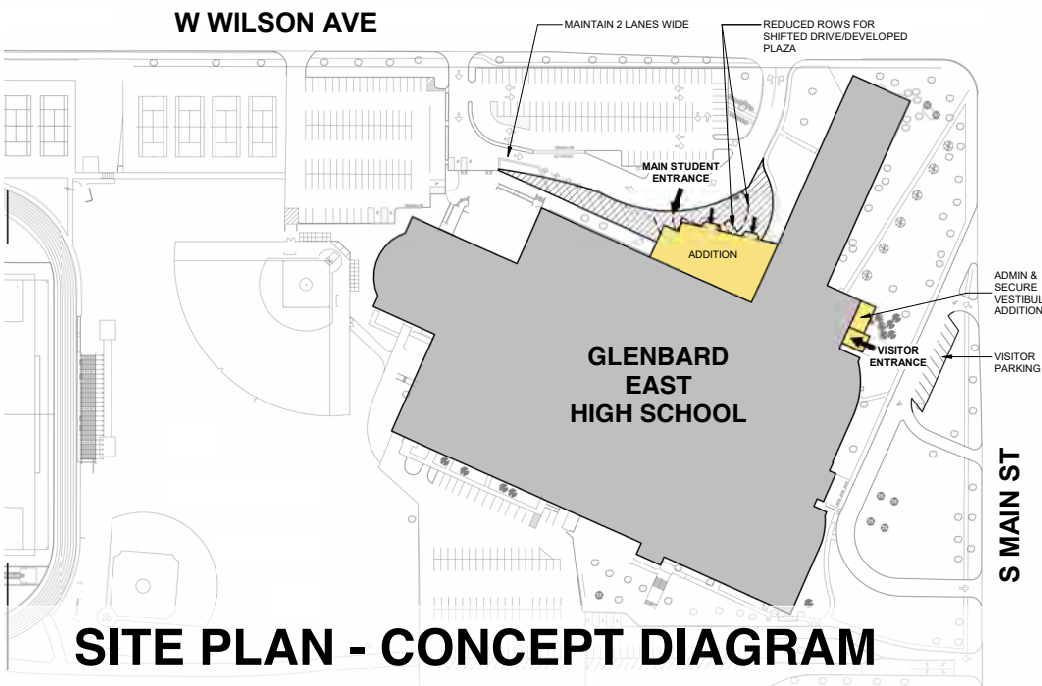 W WILSON AVE
MAINTAIN 2 LANES WIDE
REDUCED ROWS FOR
SHIFTED DRIVE/DEVELOPED
PLAZA
MAIN STUDENT
ENTRANCE
ADDITION
ADMIN &
SECURE
VESTIBUL
ADDITION
VISITOR
ENTRANCE
VISITOR
PARKING
GLENBARD
EAST
HIGH SCHOOL
S MAIN ST
SITE PLAN - CONCEPT DIAGRAM